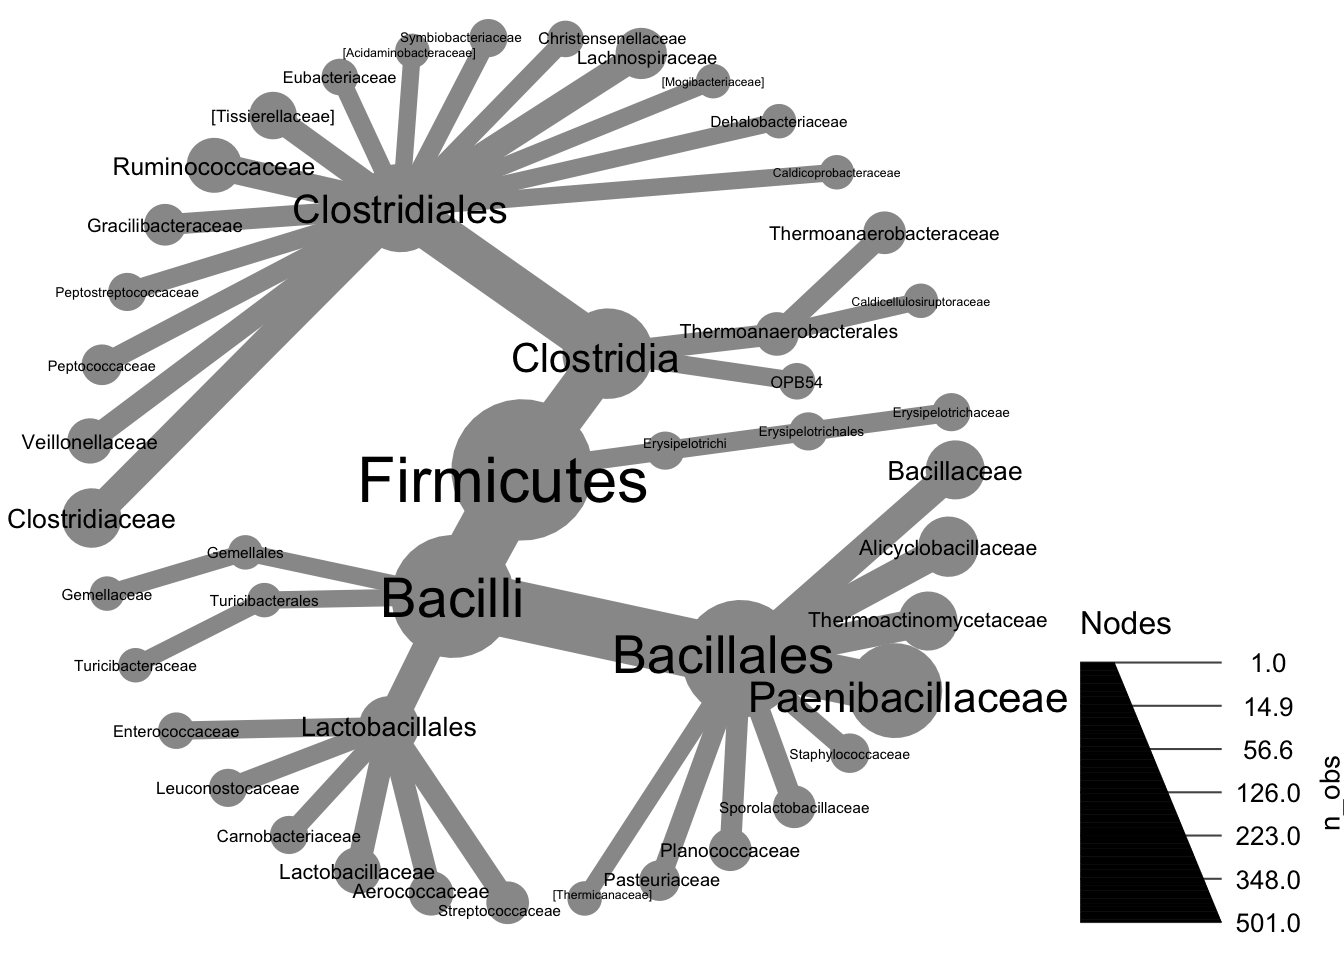 Symbiobacteriaceae
Christensenellaceae
[Acidaminobacteraceae]
Lachnospiraceae
Eubacteriaceae
[Mogibacteriaceae]
[Tissierellaceae]
Dehalobacteriaceae
Ruminococcaceae
Caldicoprobacteraceae
Clostridiales
Gracilibacteraceae
Thermoanaerobacteraceae
Peptostreptococcaceae
Caldicellulosiruptoraceae
Thermoanaerobacterales
Clostridia
Peptococcaceae
OPB54
Erysipelotrichaceae
Erysipelotrichales
Veillonellaceae
Erysipelotrichi
Bacillaceae
Firmicutes
Clostridiaceae
Alicyclobacillaceae
Gemellales
Gemellaceae
Bacilli
Turicibacterales
Thermoactinomycetaceae
Turicibacteraceae
Bacillales
Paenibacillaceae
Enterococcaceae
Lactobacillales
Staphylococcaceae
Leuconostocaceae
Sporolactobacillaceae
Carnobacteriaceae
Planococcaceae
Lactobacillaceae
Pasteuriaceae
Aerococcaceae
[Thermicanaceae]
Streptococcaceae
Nodes
1.0
14.9
56.6
126.0
223.0
348.0
501.0
n_obs